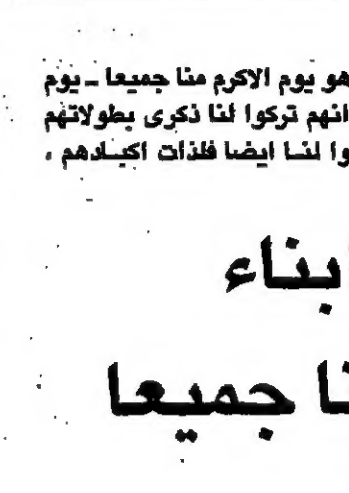 هو يوم الاكرم منا جميعا ــ يوم
انهم تركوا لنا ذكرى بطولاتهم
وا لنا ايضا فلذات اكبادهم .
بناء
نا جميعا